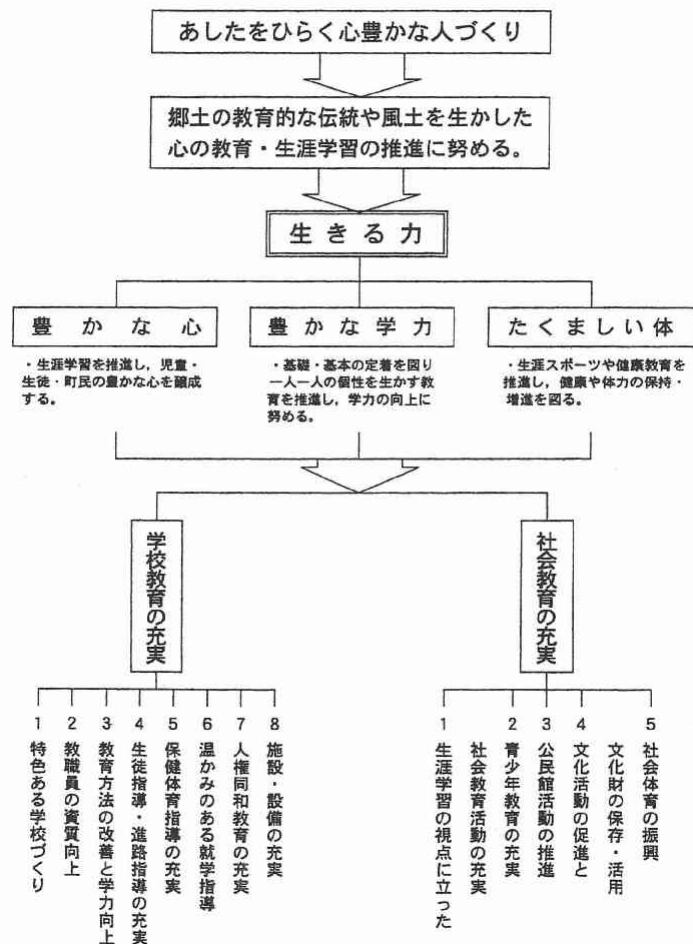 あしたをひらく心豊かな人づくり
郷土の教育的な伝統や風土を生かした
心の教育・生涯学習の推進に努める。
生きる力
豊かな心
・生涯学習を推進し，児童・
生徒・町民の豊かな心を醸成
する。
豊かな学力
・基礎・基本の定着を図り
一人一人の個性を生かす教
育を推進し，学力の向上に
努める。
たくましい体
・生涯スポーツや健康教育を
推進し，健康や体力の保持・
増進を図る。
学校教育の充実
1 特色ある学校づくり
2 教職員の資質向上
3 教育方法の改善と学力向上
4 生徒指導・進路指導の充実
5 保健体育指導の充実
6 温かみのある就学指導
7 人権同和教育の充実
8 施設・設備の充実
社会教育の充実
1 生涯学習の視点に立った
社会教育活動の充実
2 青少年教育の充実
3 公民館活動の推進
4 文化活動の促進と
文化財の保存・活用
5 社会体育の振興